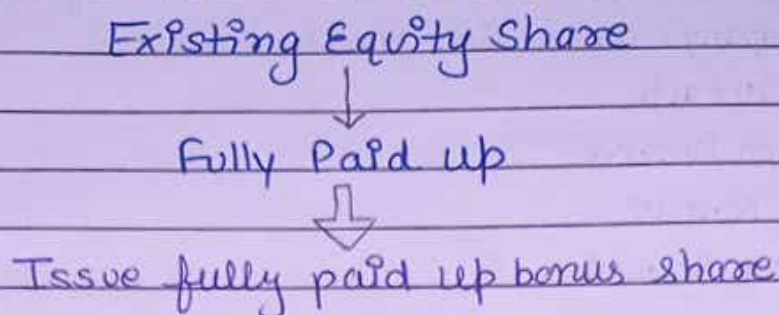 Existing Equity Share
Fully Paid up
Issue fully paid up bonus share